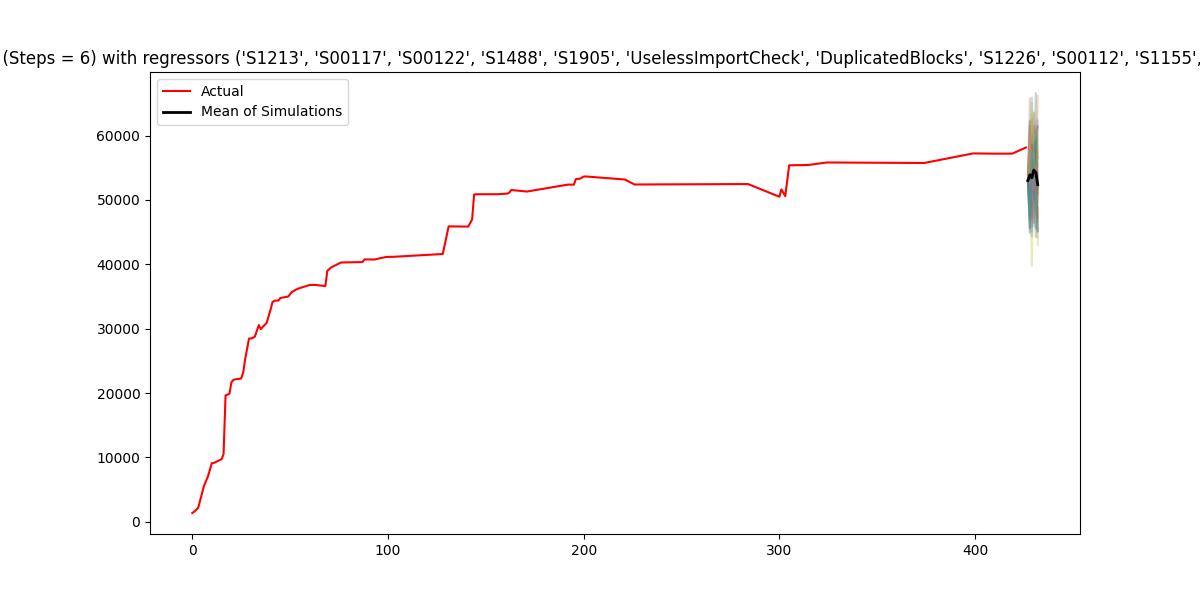 (Steps = 6) with regressors ('S1213', 'S00117', 'S00122', 'S1488', 'S1905', 'UselessImportCheck', 'DuplicatedBlocks', 'S1226', 'S00112', 'S1155',
Actual
Mean of Simulations
60000
50000
40000
30000
20000
10000
0
0 100 200 300 400